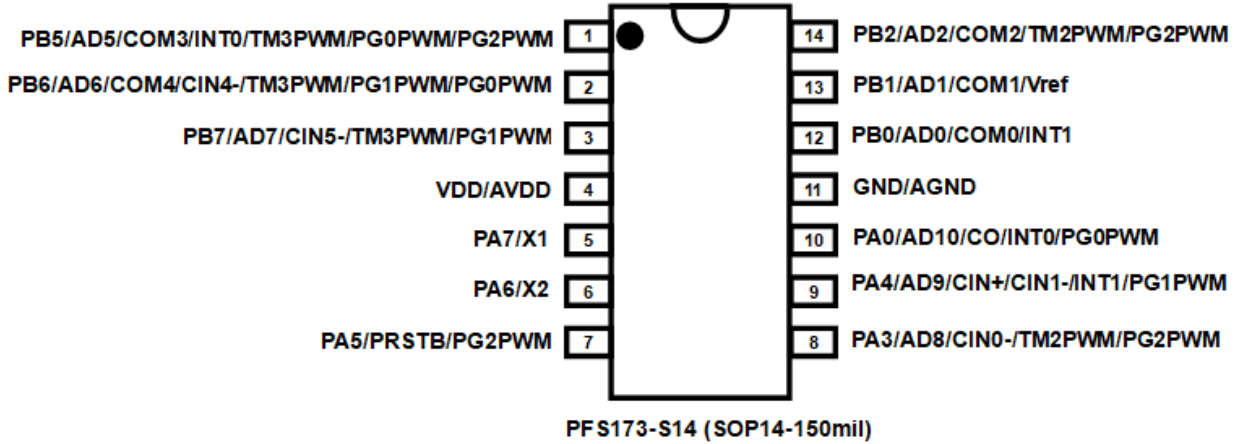 PB5/AD5/COM3/INT0/TM3PWM/PG0PWM/PG2PWM 1 14 PB2/AD2/COM2/TM2PWM/PG2PWM
PB6/AD6/COM4/CIN4-/TM3PWM/PG1PWM/PG0PWM 2 13 PB1/AD1/COM1/Vref
PB7/AD7/CIN5-/TM3PWM/PG1PWM 3 12 PB0/AD0/COM0/INT1
VDD/AVDD 4 11 GND/AGND
PA7/X1 5 10 PA0/AD10/CO/INT0/PG0PWM
PA6/X2 6 9 PA4/AD9/CIN+/CIN1-/INT1/PG1PWM
PA5/PRSTB/PG2PWM 7 8 PA3/AD8/CIN0-/TM2PWM/PG2PWM
PFS173-S14 (SOP14-150mil)